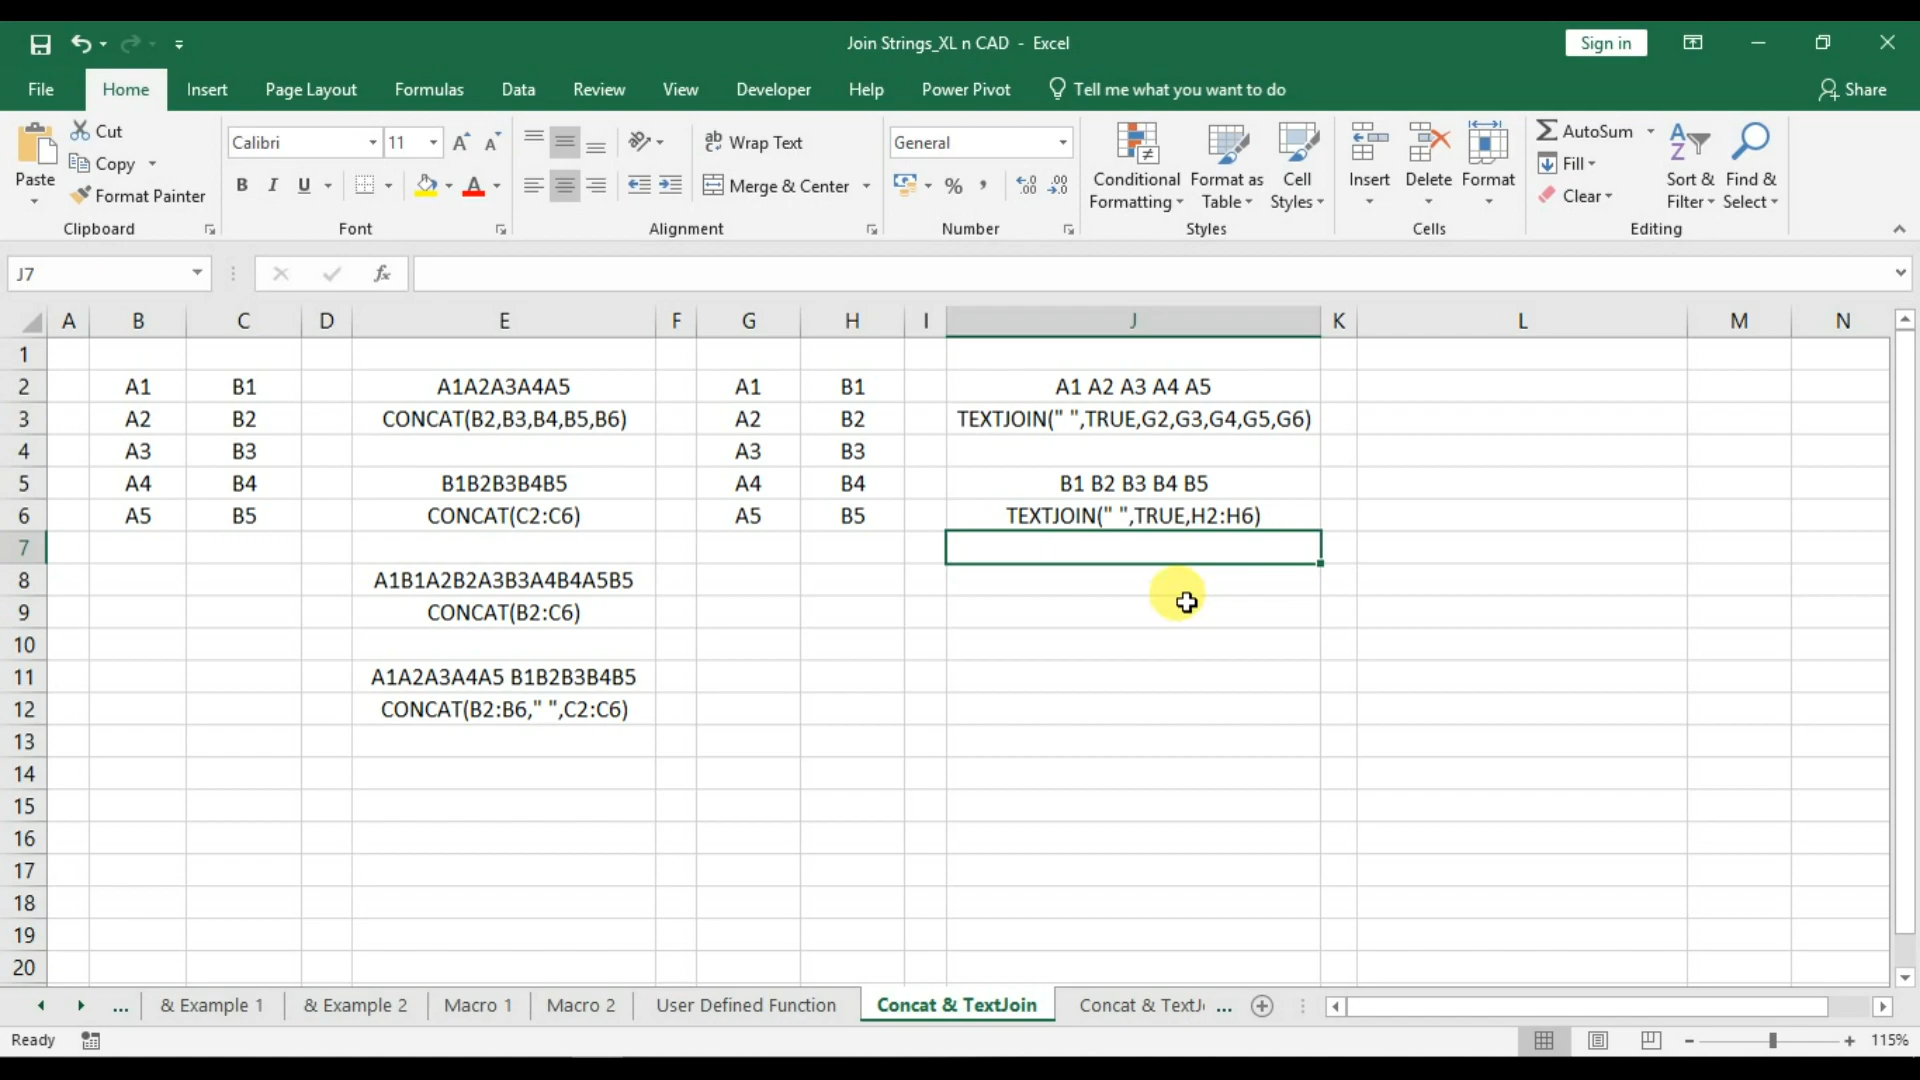 Join Strings_XL n CAD - Excel
Sign in
File Home Insert Page Layout Formulas Data Review View Developer Help Power Pivot Tell me what you want to do Share
Paste
Cut
Copy
Format Painter
Clipboard
Calibri 11
B I U
Font
Wrap Text
Merge & Center
Alignment
General
%
Number
Conditional Formatting
Format as Table
Cell Styles
Styles
Insert
Delete
Format
Cells
AutoSum
Fill
Clear
Sort & Filter
Find & Select
Editing
J7
fx
A B C D E F G H I J K L M N
1
2 A1 B1 A1A2A3A4A5 A1 B1 A1 A2 A3 A4 A5
3 A2 B2 CONCAT(B2,B3,B4,B5,B6) A2 B2 TEXTJOIN(" ",TRUE,G2,G3,G4,G5,G6)
4 A3 B3 A3 B3
5 A4 B4 B1B2B3B4B5 A4 B4 B1 B2 B3 B4 B5
6 A5 B5 CONCAT(C2:C6) A5 B5 TEXTJOIN(" ",TRUE,H2:H6)
7
8 A1B1A2B2A3B3A4B4A5B5
9 CONCAT(B2:C6)
10
11 A1A2A3A4A5 B1B2B3B4B5
12 CONCAT(B2:B6," ",C2:C6)
13
14
15
16
17
18
19
20
... & Example 1 & Example 2 Macro 1 Macro 2 User Defined Function Concat & TextJoin Concat & TextJ ...
Ready
115%